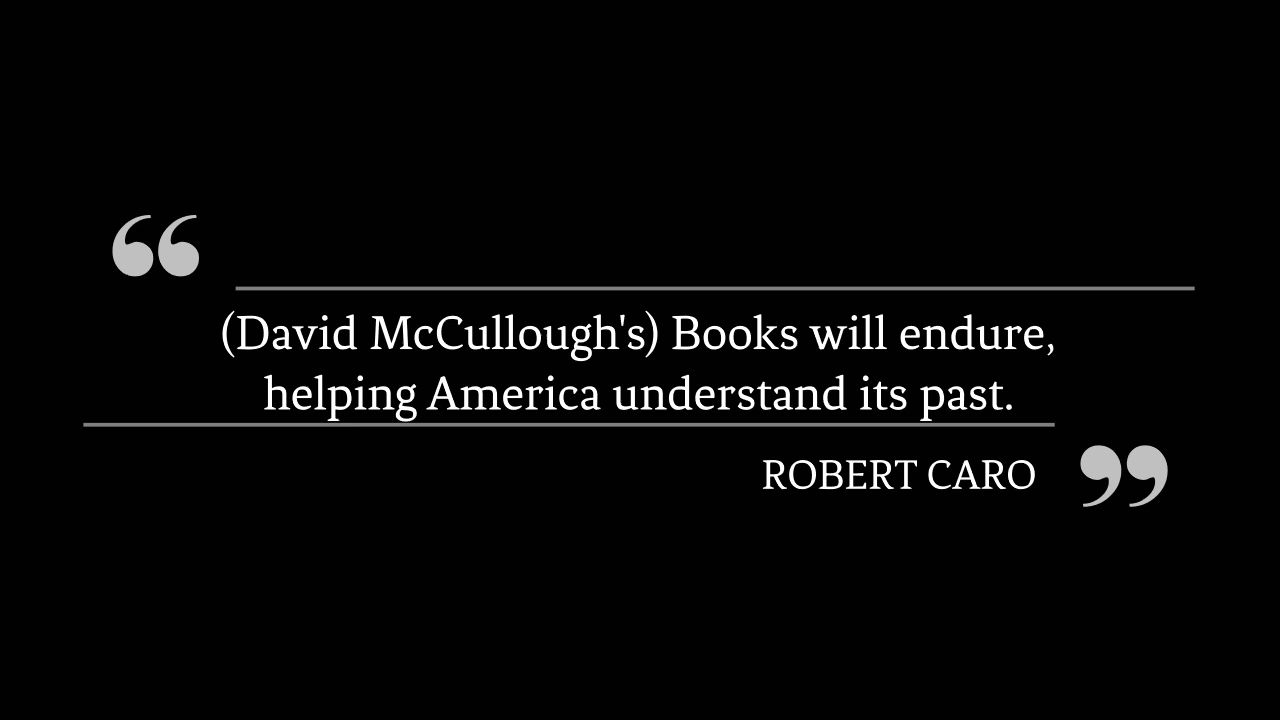 “
(David McCullough's) Books will endure,
helping America understand its past.
ROBERT CARO ”